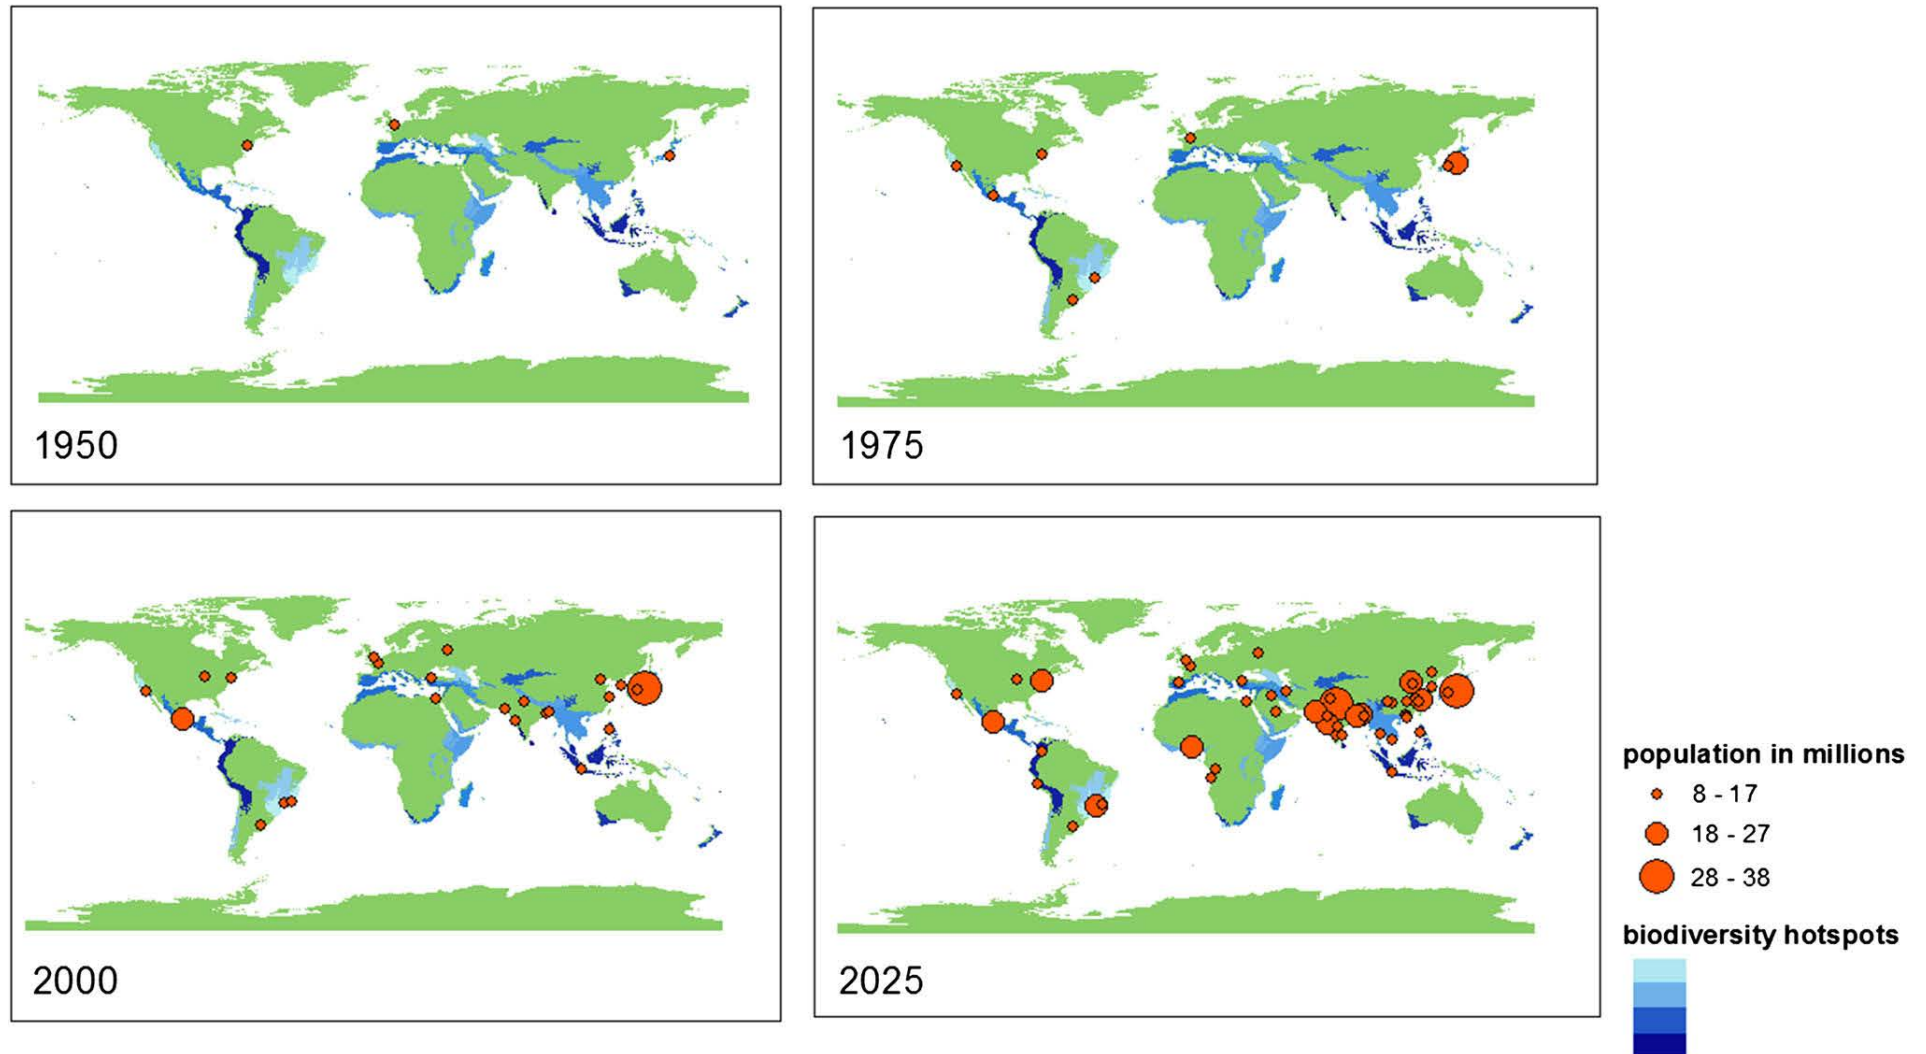 1950
1975
2000
2025
population in millions
8 - 17
18 - 27
28 - 38
biodiversity hotspots